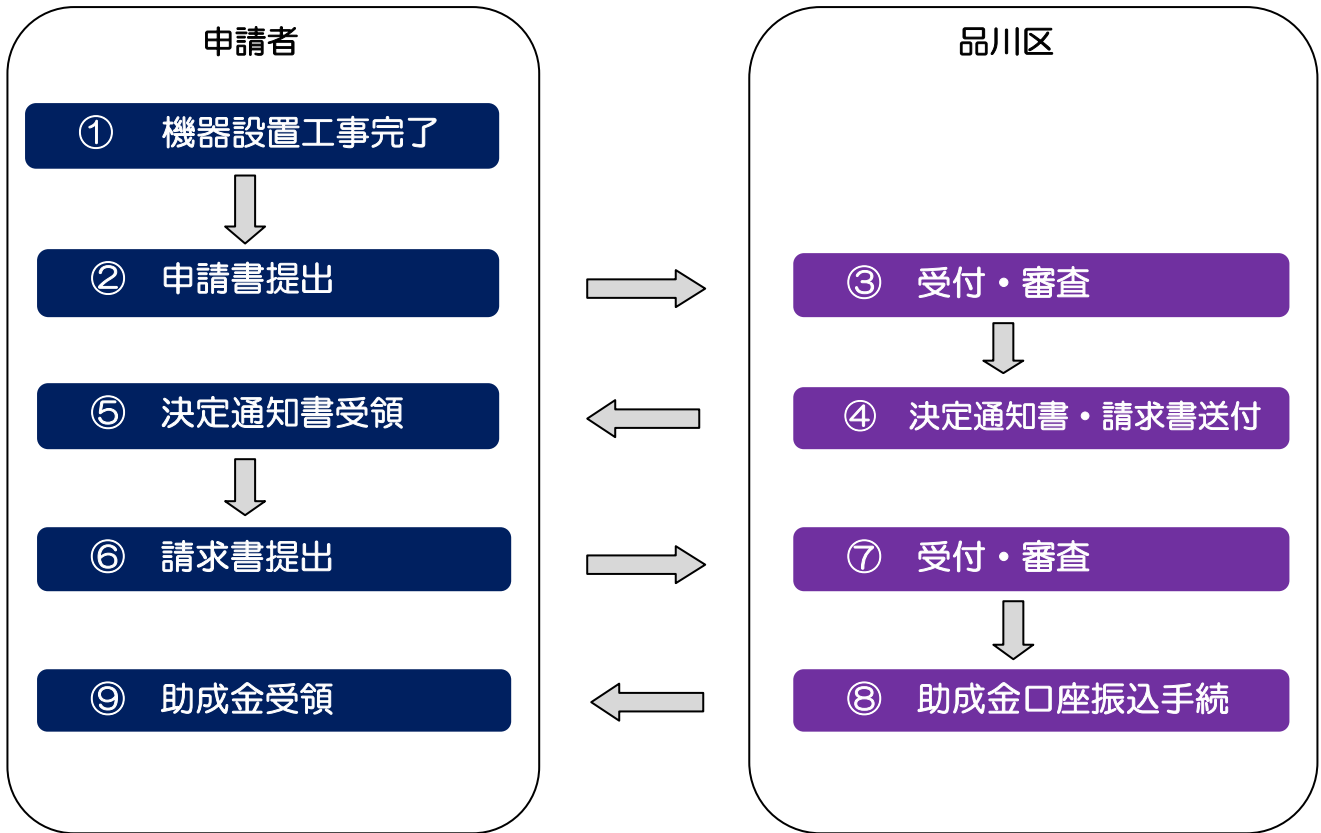 申請者
品川区
① 機器設置工事完了
② 申請書提出
③ 受付・審査
④ 決定通知書・請求書送付
⑤ 決定通知書受領
⑥ 請求書提出
⑦ 受付・審査
⑧ 助成金口座振込手続
⑨ 助成金受領